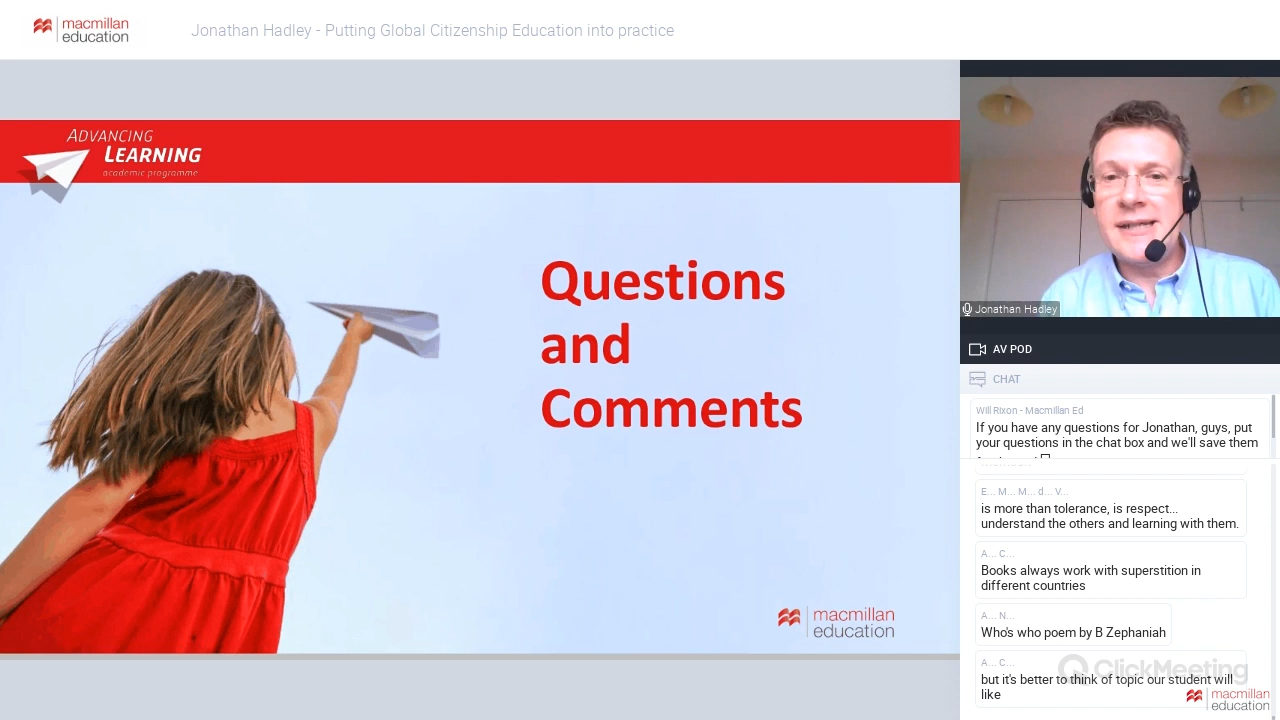 macmillan
education
Jonathan Hadley - Putting Global Citizenship Education into practice
ADVANCING
LEARNING
academic programme
Questions
and
Comments
macmillan
education
Jonathan Hadley
AV POD
CHAT
Will Rixon - Macmillan Ed
If you have any questions for Jonathan, guys, put
your questions in the chat box and we'll save them
E... M... M... d... V...
is more than tolerance, is respect...
understand the others and learning with them.
A... C...
Books always work with superstition in
different countries
A... N...
Who's who poem by B Zephaniah
A... C...
but it's better to think of topic our student will
like
ClickMeeting
macmillan
education